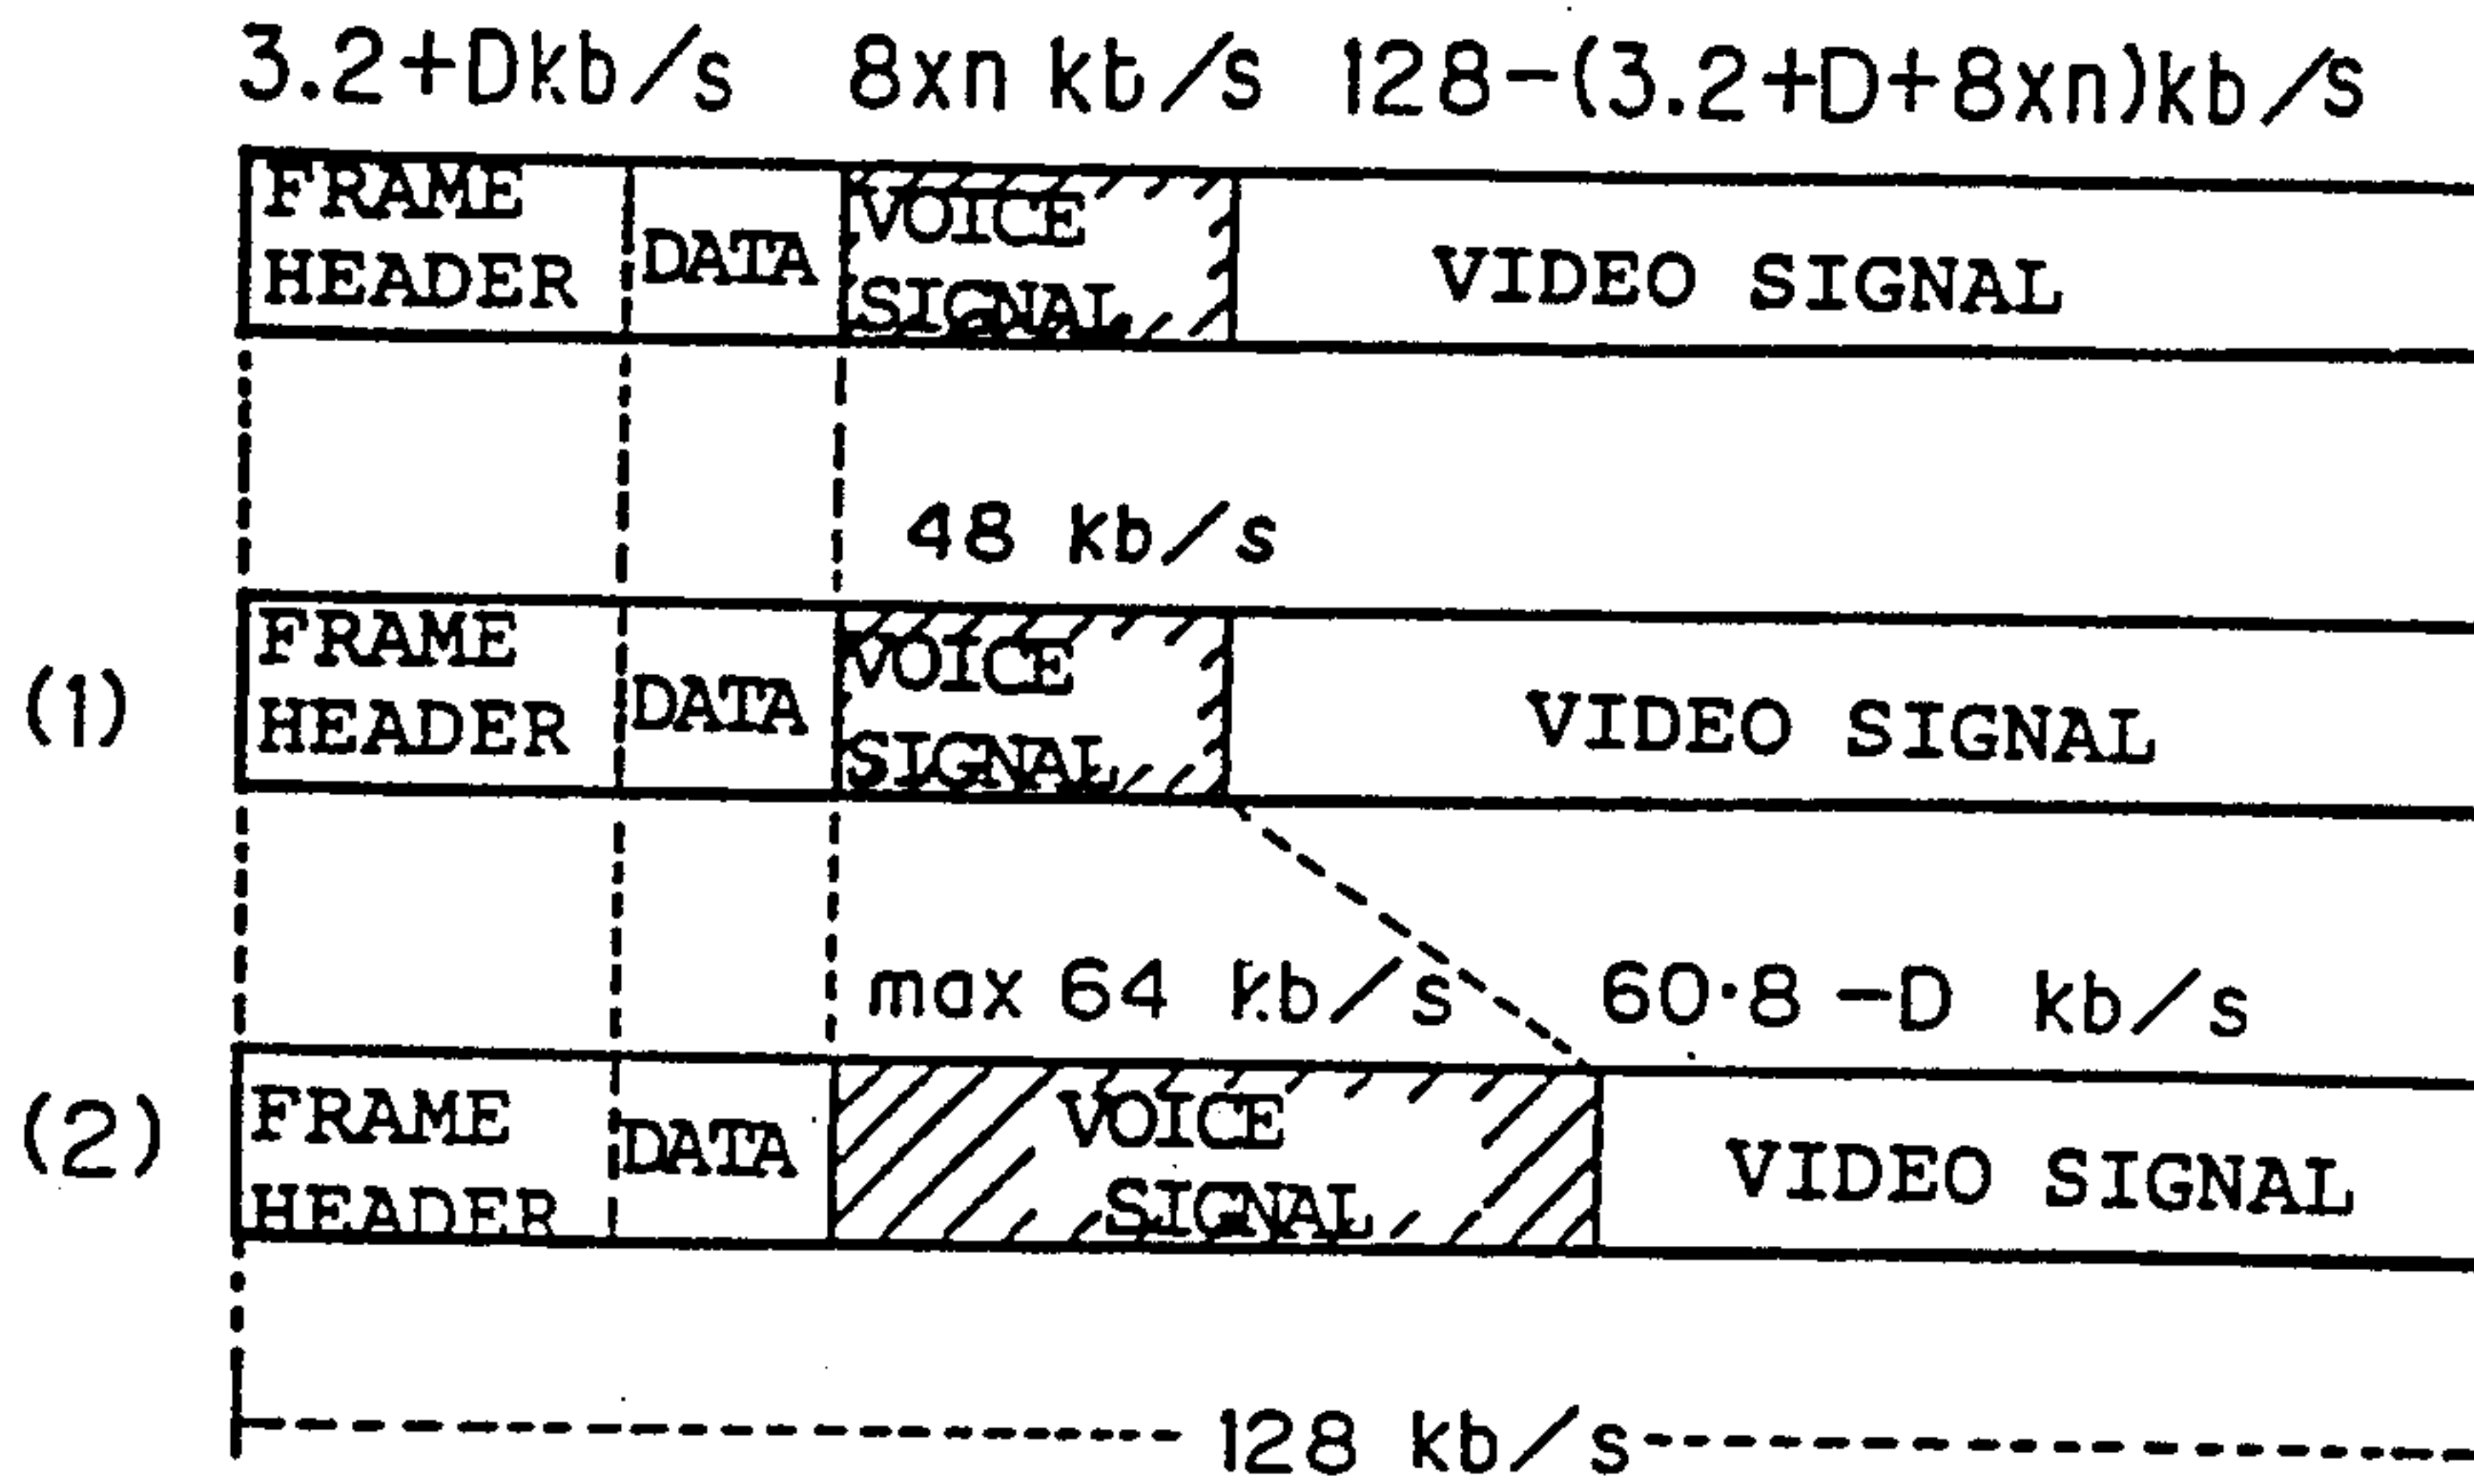 3.2+Dkb/s 8xn kb/s 128-(3.2+D+8xn)kb/s
FRAME HEADER
DATA
VOICE SIGNAL
VIDEO SIGNAL
48 kb/s
(1)
FRAME HEADER
DATA
VOICE SIGNAL
VIDEO SIGNAL
max 64 kb/s 60·8-D kb/s
(2)
FRAME HEADER
DATA
VOICE SIGNAL
VIDEO SIGNAL
128 kb/s